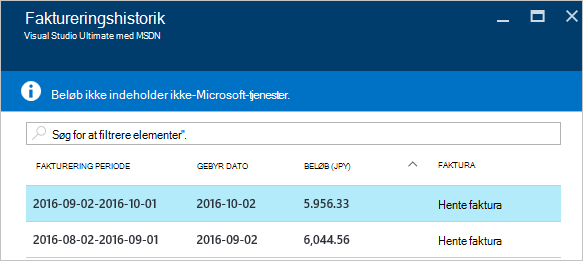 Faktureringshistorik
Visual Studio Ultimate med MSDN
Beløb ikke indeholder ikke-Microsoft-tjenester.
Søg for at filtrere elementer".
FAKTURERING PERIODE GEBYR DATO BELØB (JPY) FAKTURA
2016-09-02-2016-10-01 2016-10-02 5.956.33 Hente faktura
2016-08-02-2016-09-01 2016-09-02 6,044.56 Hente faktura